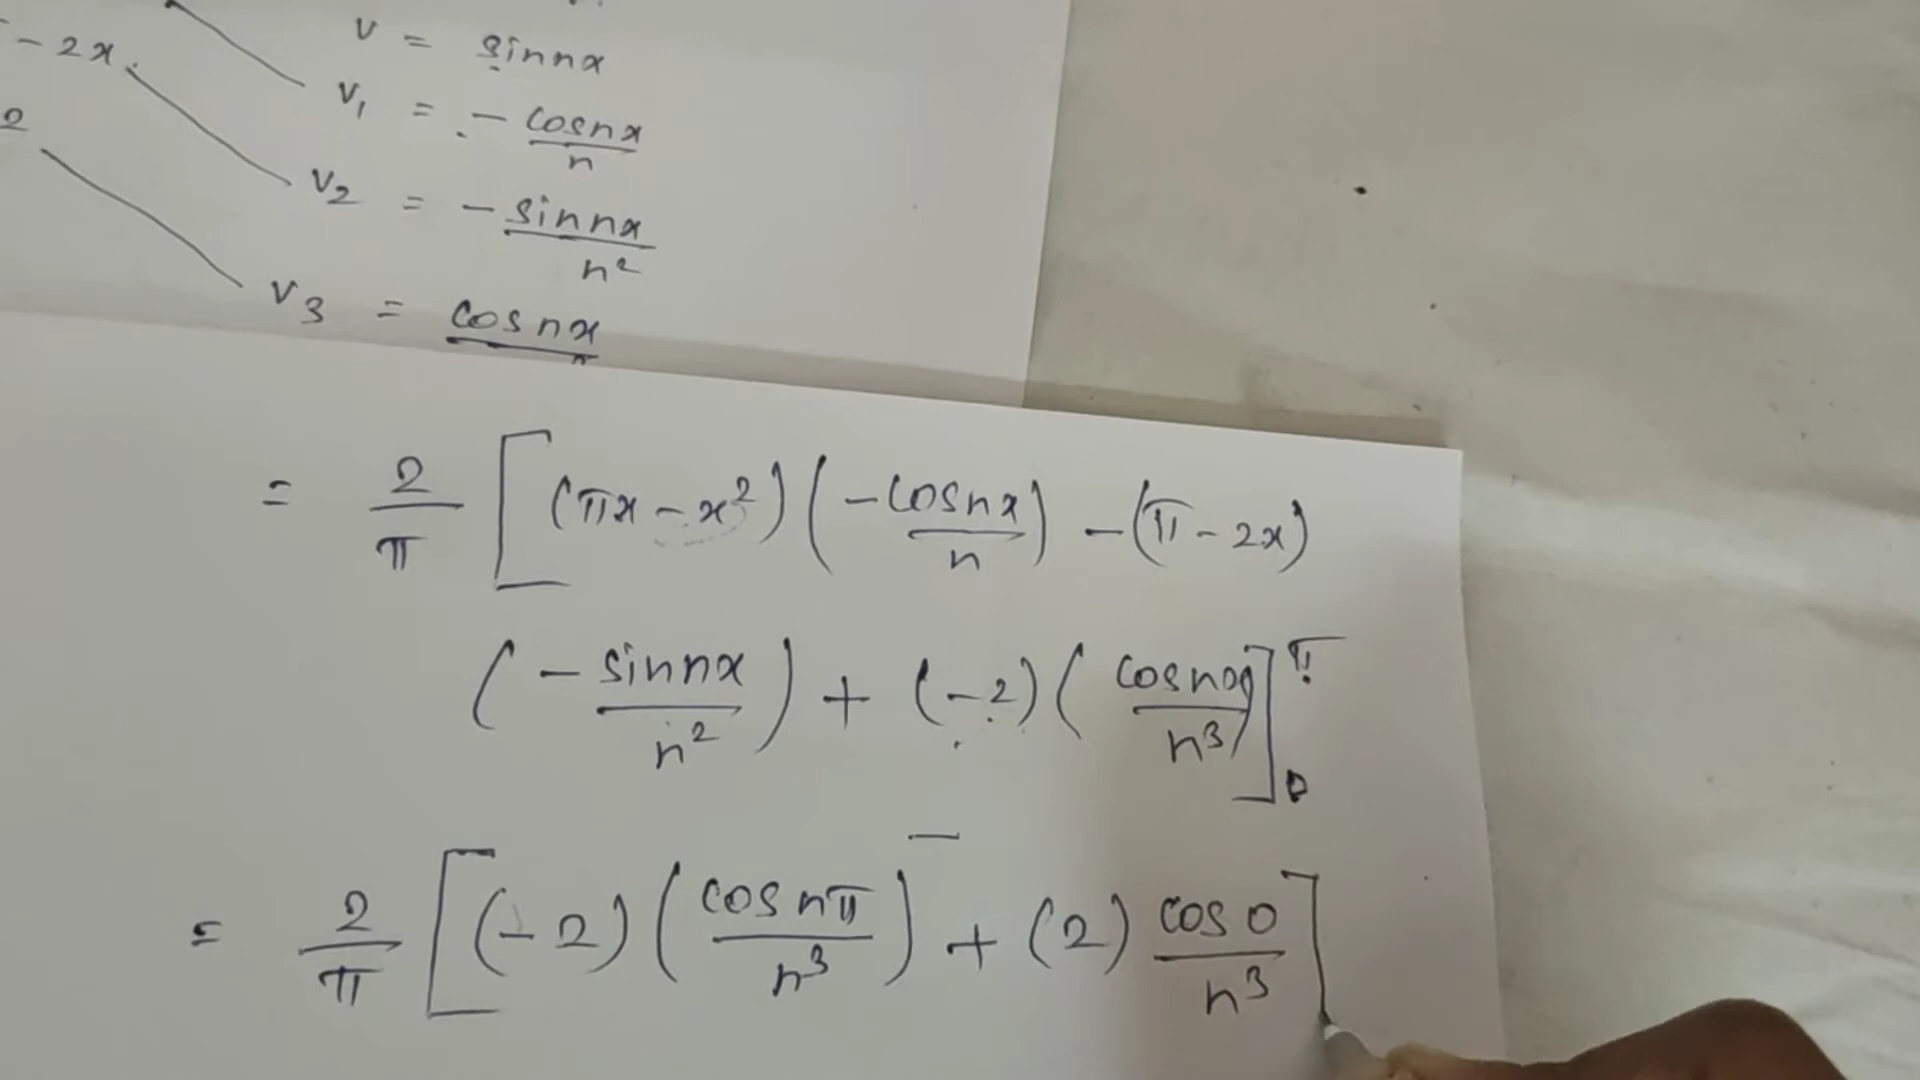 v = sinnx
- 2x v₁ = - cosnx/n
2 v₂ = - sinnx/n²
v₃ = cosnx
= 2/π [(πx - x²)(-cosnx/n) - (π - 2x)
(- sinnx/n²) + (-2)(cosnx/n³)]π0
= 2/π [(-2)(cosnπ/n³) + (2) cos0/n³]